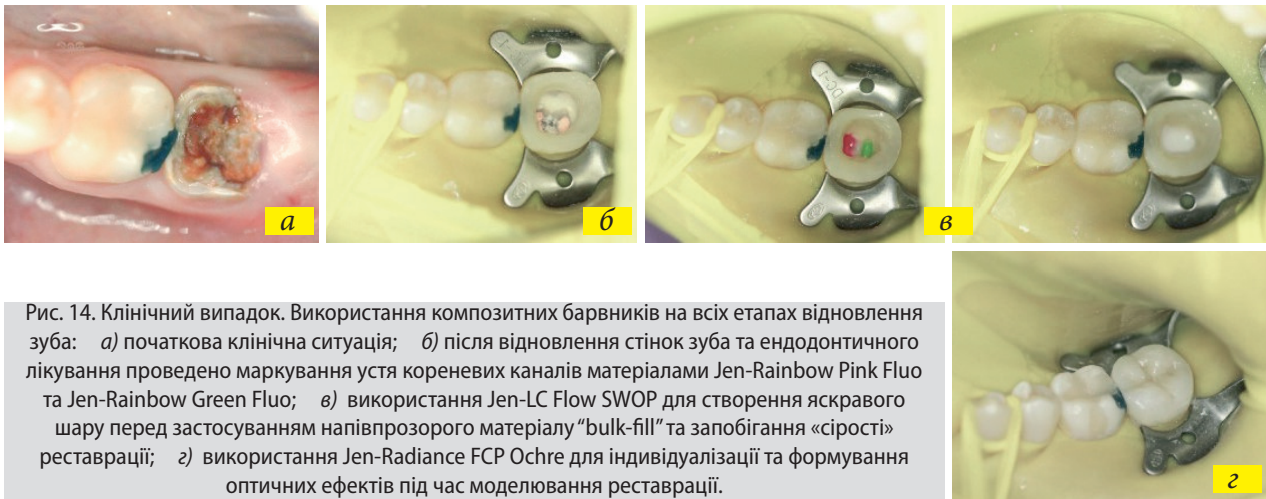 а
б
в
Рис. 14. Клінічний випадок. Використання композитних барвників на всіх етапах відновлення
зуба: а) початкова клінічна ситуація; б) після відновлення стінок зуба та ендодонтичного
лікування проведено маркування устя кореневих каналів матеріалами Jen-Rainbow Pink Fluo
та Jen-Rainbow Green Fluo; в) використання Jen-LC Flow SWOP для створення яскравого
шару перед застосуванням напівпрозорого матеріалу “bulk-fill” та запобігання «сірості»
реставрації; г) використання Jen-Radiance FCP Ochre для індивідуалізації та формування
оптичних ефектів під час моделювання реставрації.
г